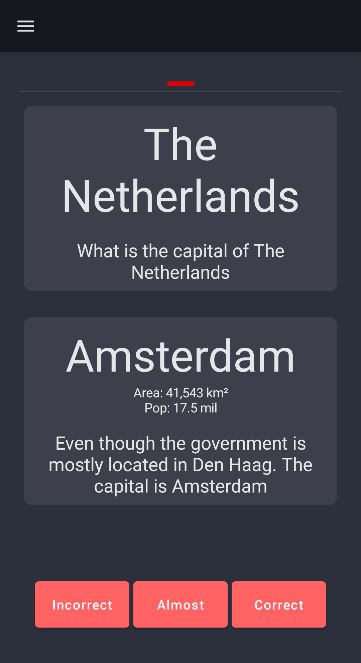 The
Netherlands
What is the capital of The
Netherlands
Amsterdam
Area: 41,543 km²
Pop: 17.5 mil
Even though the government is
mostly located in Den Haag. The
capital is Amsterdam
Incorrect
Almost
Correct